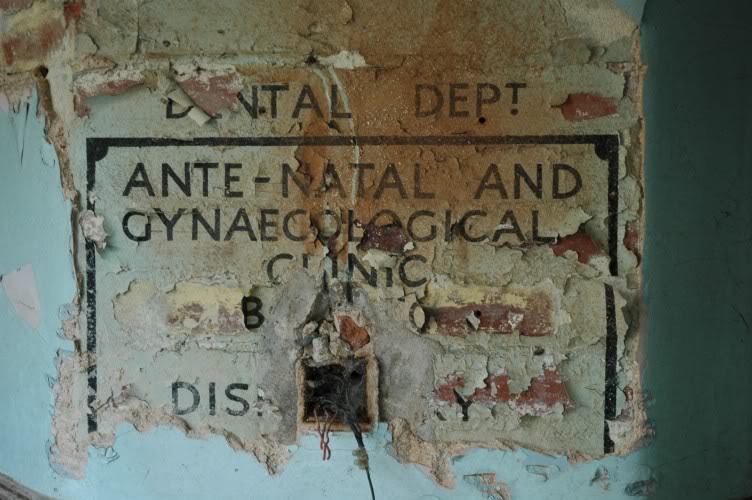 DENTAL DEPT
ANTE-NATAL AND
GYNAECOLOGICAL
CLINIC